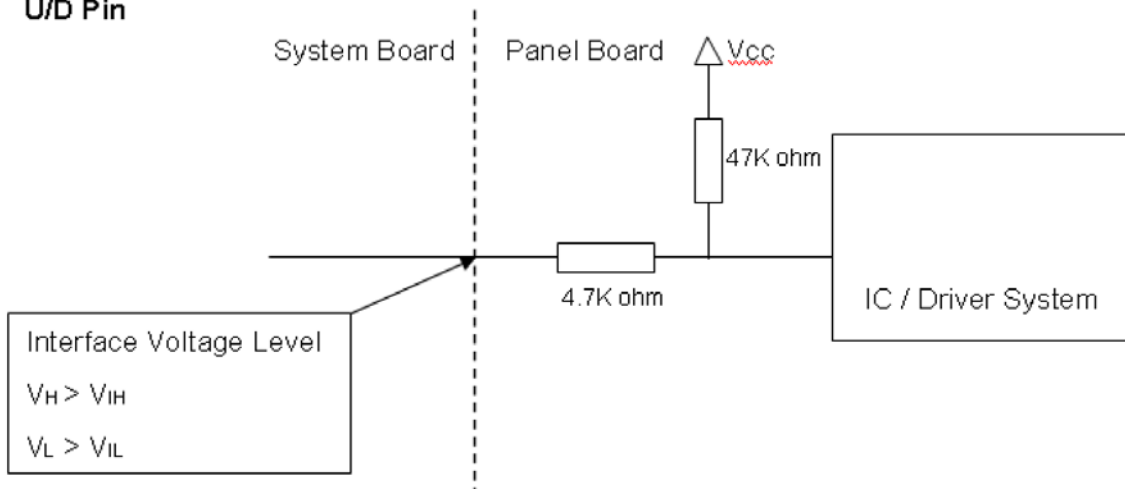 U/D Pin
System Board
Panel Board
Vcc
47K ohm
4.7K ohm
IC / Driver System
Interface Voltage Level
VH > VIH
VL > VIL